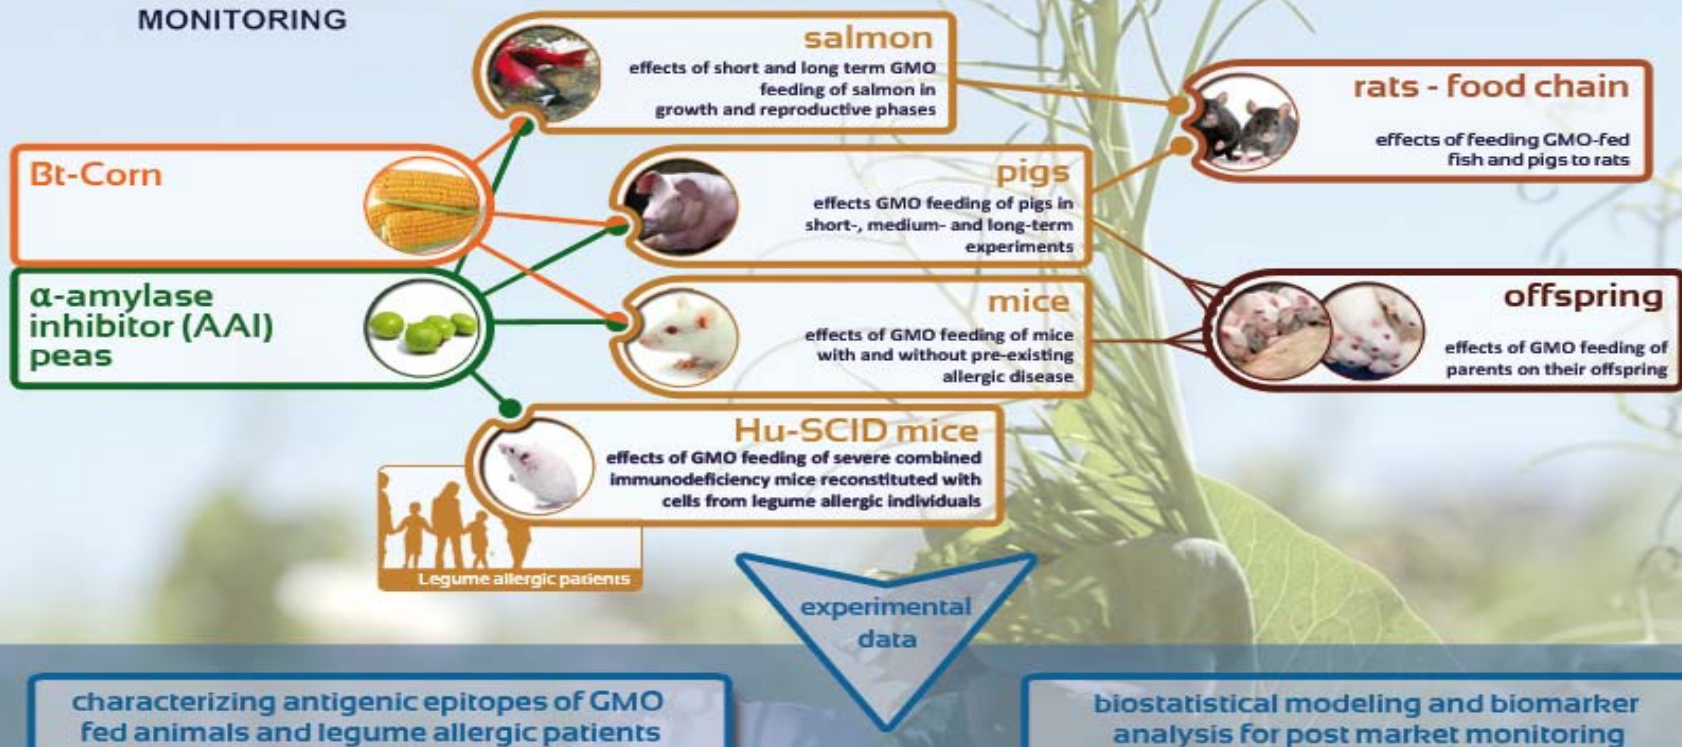 MONITORING
salmon
effects of short and long term GMO
feeding of salmon in
growth and reproductive phases
rats - food chain
effects of feeding GMO-fed
fish and pigs to rats
Bt-Corn
pigs
effects GMO feeding of pigs in
short-, medium- and long-term
experiments
α-amylase
inhibitor (AAI)
peas
mice
effects of GMO feeding of mice
with and without pre-existing
allergic disease
offspring
effects of GMO feeding of
parents on their offspring
Hu-SCID mice
effects of GMO feeding of severe combined
immunodeficiency mice reconstituted with
cells from legume allergic individuals
Legume allergic patients
experimental
data
characterizing antigenic epitopes of GMO
fed animals and legume allergic patients
biostatistical modeling and biomarker
analysis for post market monitoring